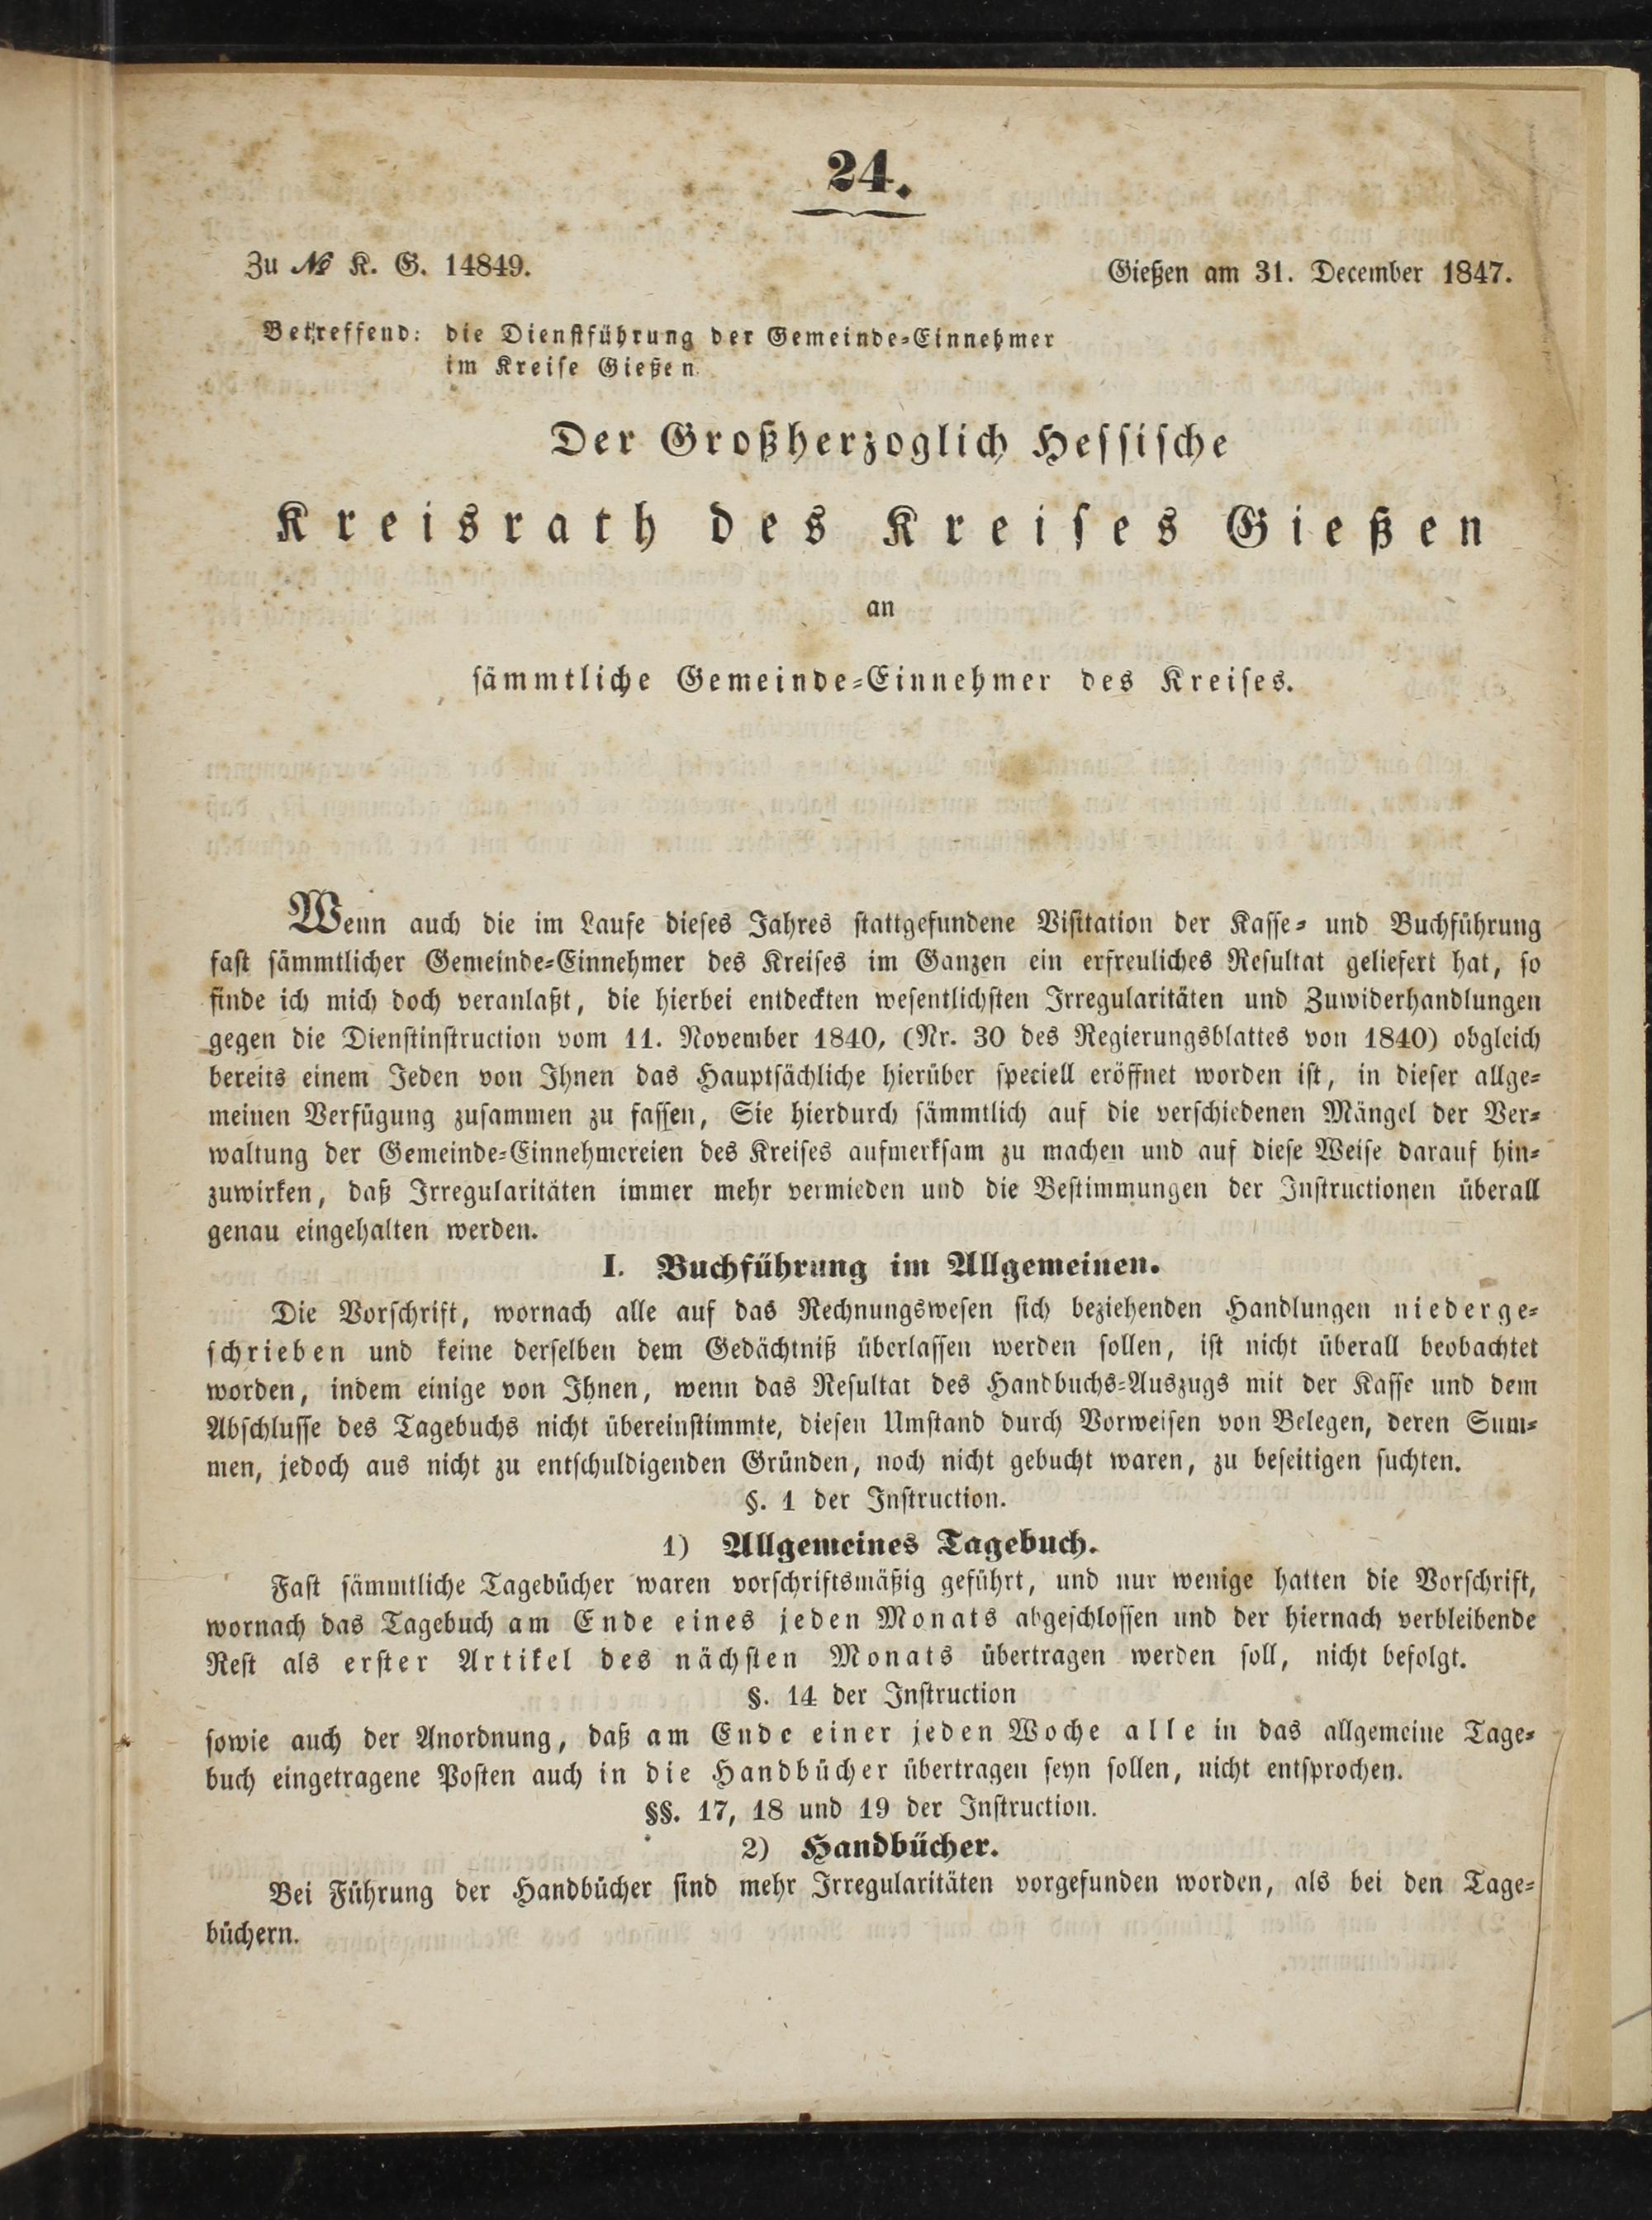 24.
Zu № K. G. 14849.
Gießen am 31. December 1847.
Betreffend: die Dienstführung der Gemeinde-Einnehmer
im Kreise Gießen
Der Großherzoglich Hessische
Kreisrath des Kreises Gießen
an
sämmtliche Gemeinde-Einnehmer des Kreises.
Wenn auch die im Laufe dieses Jahres stattgefundene Visitation der Kasse- und Buchführung
fast sämmtlicher Gemeinde-Einnehmer des Kreises im Ganzen ein erfreuliches Resultat geliefert hat, so
finde ich mich doch veranlaßt, die hierbei entdeckten wesentlichsten Irregularitäten und Zuwiderhandlungen
gegen die Dienstinstruction vom 11. November 1840, (Nr. 30 des Regierungsblattes von 1840) obgleich
bereits einem Jeden von Ihnen das Hauptsächliche hierüber speciell eröffnet worden ist, in dieser allge-
meinen Verfügung zusammen zu fassen, Sie hierdurch sämmtlich auf die verschiedenen Mängel der Ver-
waltung der Gemeinde-Einnehmereien des Kreises aufmerksam zu machen und auf diese Weise darauf hin-
zuwirken, daß Irregularitäten immer mehr vermieden und die Bestimmungen der Instructionen überall
genau eingehalten werden.
I. Buchführung im Allgemeinen.
Die Vorschrift, wornach alle auf das Rechnungswesen sich beziehenden Handlungen niederge-
schrieben und keine derselben dem Gedächtniß überlassen werden sollen, ist nicht überall beobachtet
worden, indem einige von Ihnen, wenn das Resultat des Handbuchs-Auszugs mit der Kasse und dem
Abschlusse des Tagebuchs nicht übereinstimmte, diesen Umstand durch Vorweisen von Belegen, deren Sum-
men, jedoch aus nicht zu entschuldigenden Gründen, noch nicht gebucht waren, zu beseitigen suchten.
§. 1 der Instruction.
1) Allgemeines Tagebuch.
Fast sämmtliche Tagebücher waren vorschriftsmäßig geführt, und nur wenige hatten die Vorschrift,
wornach das Tagebuch am Ende eines jeden Monats abgeschlossen und der hiernach verbleibende
Rest als erster Artikel des nächsten Monats übertragen werden soll, nicht befolgt.
§. 14 der Instruction
sowie auch der Anordnung, daß am Ende einer jeden Woche alle in das allgemeine Tage-
buch eingetragene Posten auch in die Handbücher übertragen seyn sollen, nicht entsprochen.
§§. 17, 18 und 19 der Instruction.
2) Handbücher.
Bei Führung der Handbücher sind mehr Irregularitäten vorgefunden worden, als bei den Tage-
büchern.